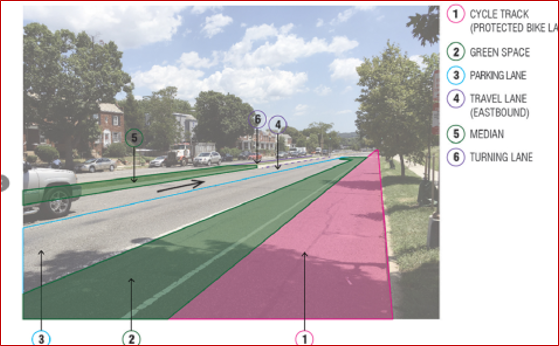 1 CYCLE TRACK
(PROTECTED BIKE LA
2 GREEN SPACE
3 PARKING LANE
4 TRAVEL LANE
(EASTBOUND)
5 MEDIAN
6 TURNING LANE
6
4
5
3
2
1